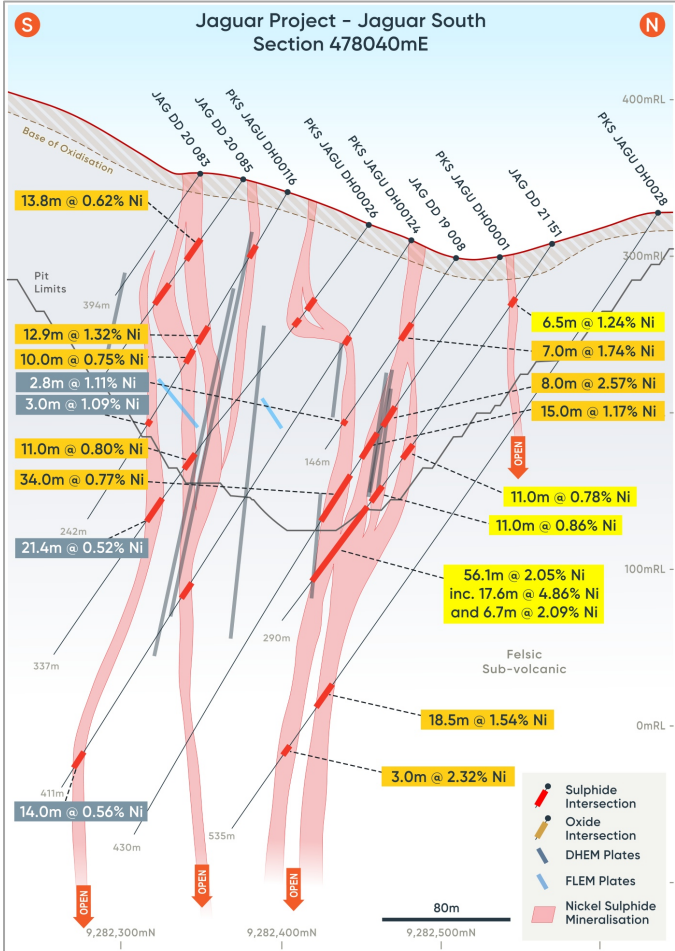 S
Jaguar Project - Jaguar South
Section 478040mE
N
JAG DD 20 083
JAG DD 20 085
PKS JAGU DH00116
PKS JAGU DH00026
PKS JAGU DH00124
JAG DD 19 008
PKS JAGU DH00001
JAG DD 21 151
PKS JAGU DH0028
400mRL
Base of Oxidisation
13.8m @ 0.62% Ni
300mRL
Pit
Limits
394m
6.5m @ 1.24% Ni
12.9m @ 1.32% Ni
7.0m @ 1.74% Ni
10.0m @ 0.75% Ni
2.8m @ 1.11% Ni
8.0m @ 2.57% Ni
3.0m @ 1.09% Ni
15.0m @ 1.17% Ni
11.0m @ 0.80% Ni
146m
OPEN
34.0m @ 0.77% Ni
11.0m @ 0.78% Ni
242m
11.0m @ 0.86% Ni
21.4m @ 0.52% Ni
100mRL
56.1m @ 2.05% Ni
inc. 17.6m @ 4.86% Ni
and 6.7m @ 2.09% Ni
290m
337m
Felsic
Sub-volcanic
18.5m @ 1.54% Ni
0mRL
3.0m @ 2.32% Ni
411m
14.0m @ 0.56% Ni
535m
430m
Sulphide
Intersection
Oxide
Intersection
DHEM Plates
FLEM Plates
Nickel Sulphide
Mineralisation
OPEN
OPEN
OPEN
80m
9,282,300mN
9,282,400mN
9,282,500mN